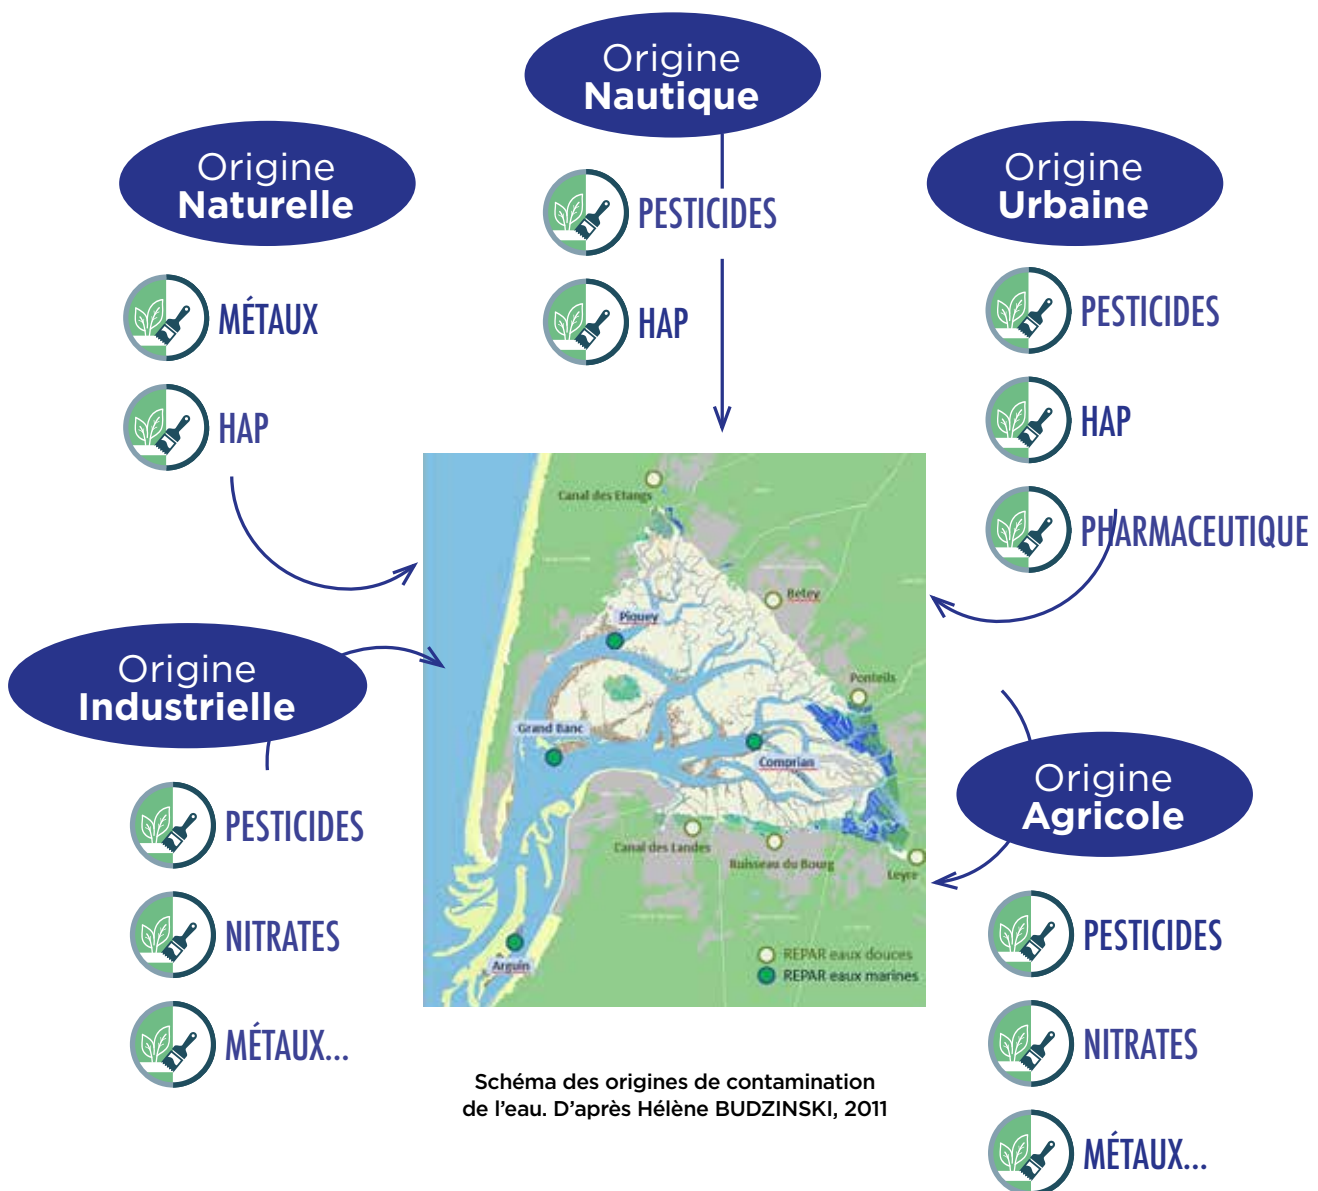 Origine
Nautique
PESTICIDES
HAP
Origine
Naturelle
MÉTAUX
HAP
Origine
Urbaine
PESTICIDES
HAP
PHARMACEUTIQUE
Origine
Industrielle
PESTICIDES
NITRATES
MÉTAUX...
Origine
Agricole
PESTICIDES
NITRATES
MÉTAUX...
Canal des Etangs
Betey
Piquey
Ponteils
Grand Banc
Comprian
Canal des Landes
Ruisseau du Bourg
Leyre
Arguin
REPAR eaux douces
REPAR eaux marines
Schéma des origines de contamination
de l'eau. D'après Hélène BUDZINSKI, 2011